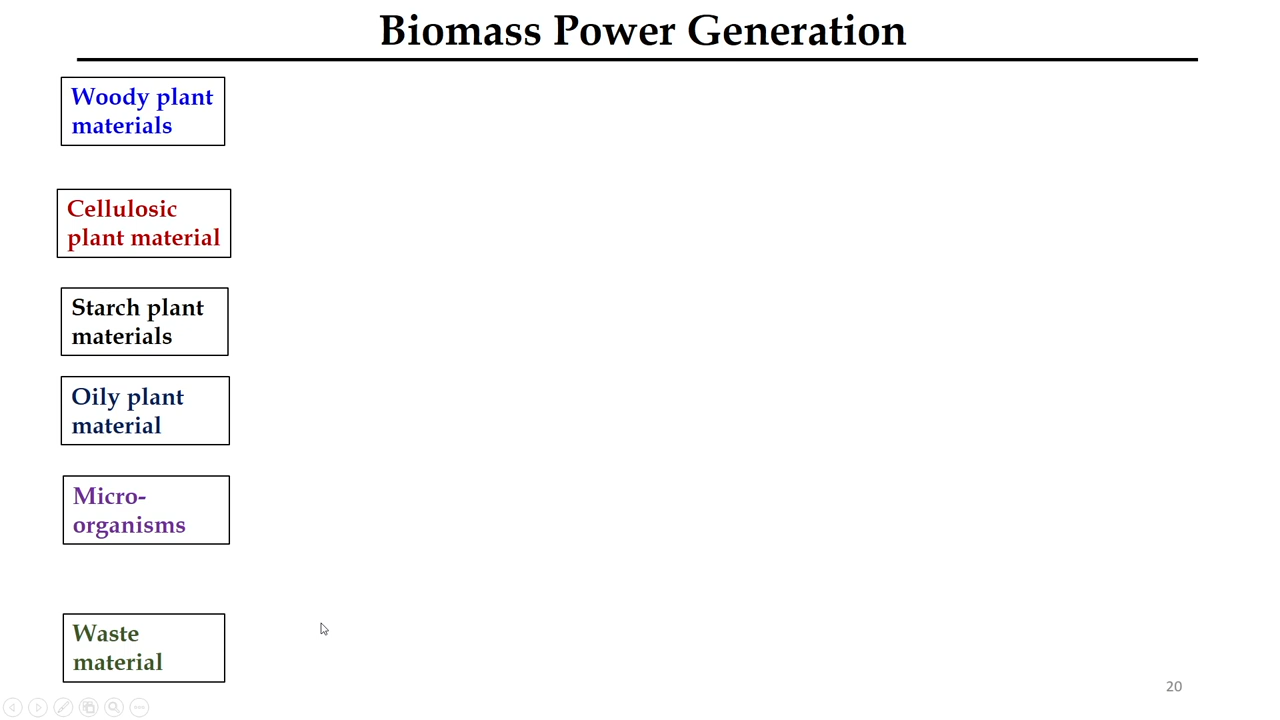 Biomass Power Generation
Woody plant
materials
Cellulosic
plant material
Starch plant
materials
Oily plant
material
Micro-
organisms
Waste
material
20